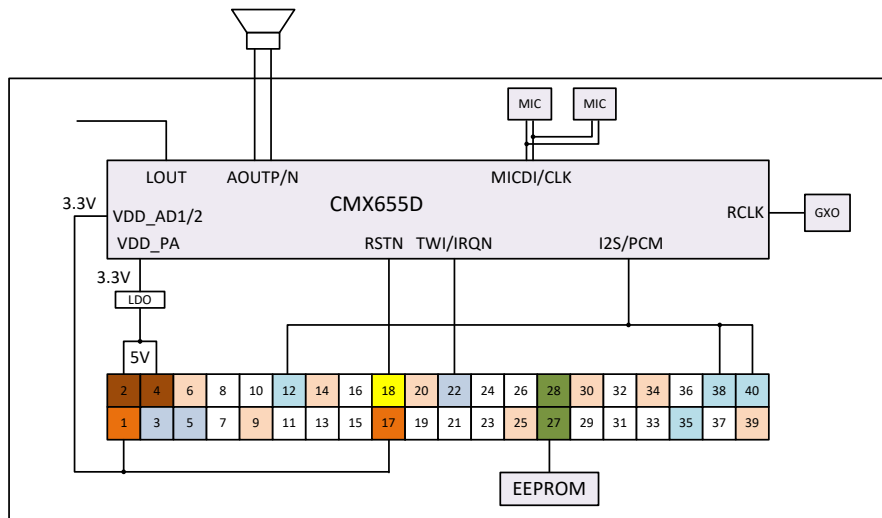 MIC MIC
LOUT AOUTP/N MICDI/CLK
CMX655D
3.3V VDD_AD1/2 RCLK GXO
VDD_PA RSTN TWI/IRQN I2S/PCM
3.3V
LDO
5V
2 4 6 8 10 12 14 16 18 20 22 24 26 28 30 32 34 36 38 40
1 3 5 7 9 11 13 15 17 19 21 23 25 27 29 31 33 35 37 39
EEPROM